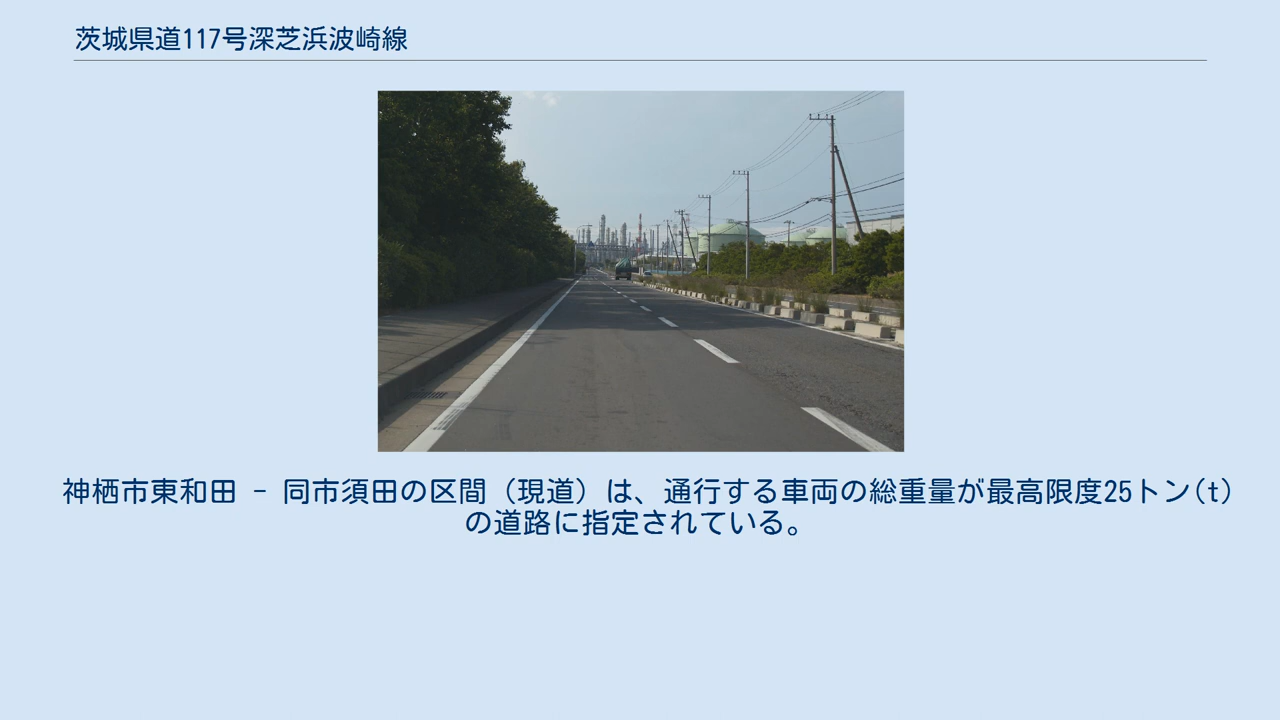 茨城県道117号深芝浜波崎線
神栖市東和田 - 同市須田の区間（現道）は、通行する車両の総重量が最高限度25トン(t)
の道路に指定されている。